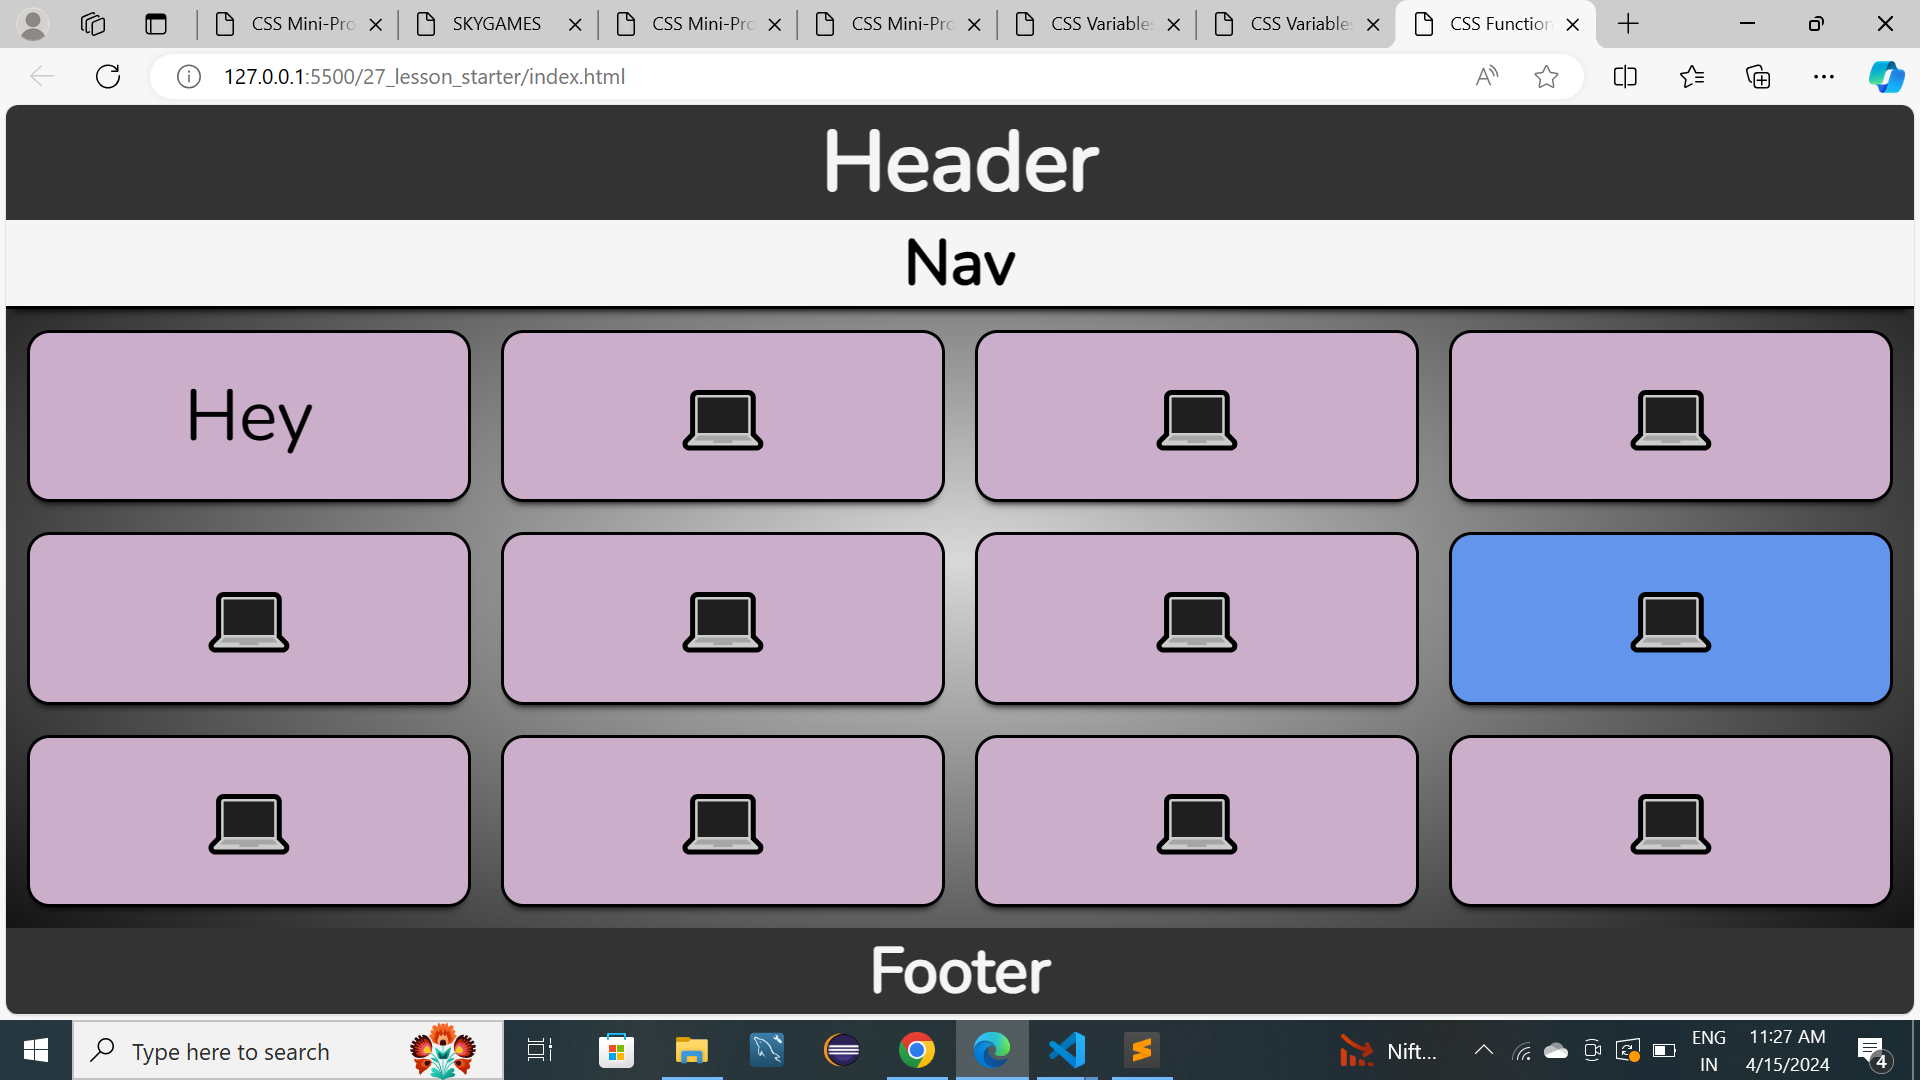 CSS Mini-Pro
SKYGAMES
CSS Mini-Pro
CSS Mini-Pro
CSS Variables
CSS Variables
CSS Function
127.0.0.1:5500/27_lesson_starter/index.html
Header
Nav
Hey
Footer
Type here to search
Nift...
ENG
IN
11:27 AM
4/15/2024
4